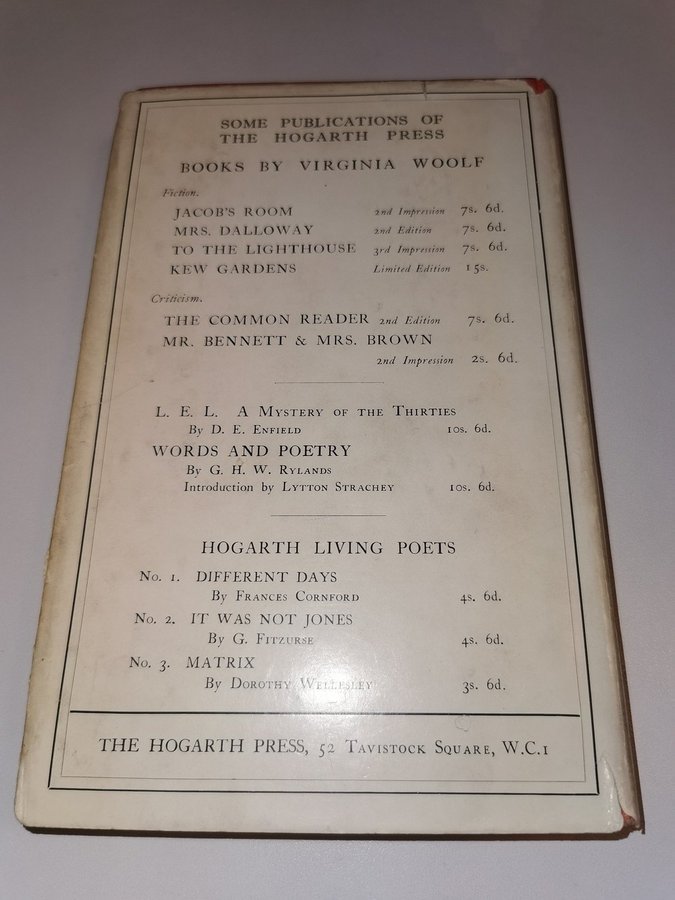 SOME PUBLICATIONS OF
THE HOGARTH PRESS
BOOKS BY VIRGINIA WOOLF
Fiction.
JACOB'S ROOM 2nd Impression 7s. 6d.
MRS. DALLOWAY 2nd Edition 7s. 6d.
TO THE LIGHTHOUSE 3rd Impression 7s. 6d.
KEW GARDENS Limited Edition 15s.
Criticism.
THE COMMON READER 2nd Edition 7s. 6d.
MR. BENNETT & MRS. BROWN
2nd Impression 2s. 6d.
L. E. L. A MYSTERY OF THE THIRTIES
By D. E. ENFIELD 10s. 6d.
WORDS AND POETRY
By G. H. W. RYLANDS
Introduction by LYTTON STRACHEY 10s. 6d.
HOGARTH LIVING POETS
No. 1. DIFFERENT DAYS
By FRANCES CORNFORD 4s. 6d.
No. 2. IT WAS NOT JONES
By G. FITZURSE 4s. 6d.
No. 3. MATRIX
By DOROTHY WELLESLEY 3s. 6d.
THE HOGARTH PRESS, 52 TAVISTOCK SQUARE, W.C.1